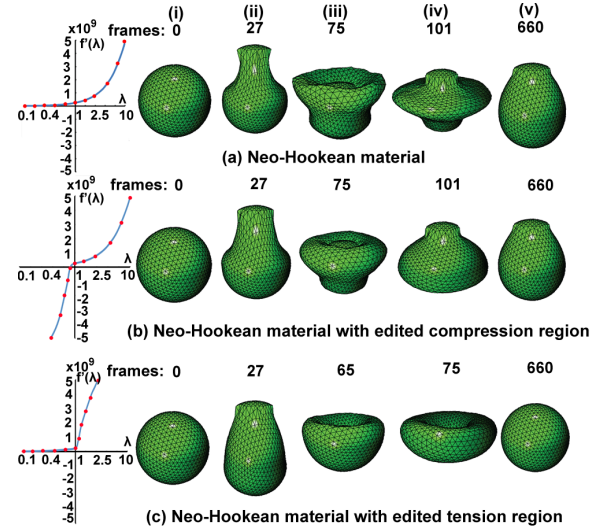 (i) (ii) (iii) (iv) (v)
x10⁹ f'(λ) frames: 0 27 75 101 660
5
4
3
2
1
λ
0.1 0.4 -1 1 2.5 10
-2
-3
-4
-5
(a) Neo-Hookean material
x10⁹ f'(λ) frames: 0 27 75 101 660
5
4
3
2
1
λ
0.1 0.4 -1 1 2.5 10
-2
-3
-4
-5
(b) Neo-Hookean material with edited compression region
x10⁹ f'(λ) frames: 0 27 65 75 660
5
4
3
2
1
λ
0.1 0.4 -1 1 2.5 10
-2
-3
-4
-5
(c) Neo-Hookean material with edited tension region